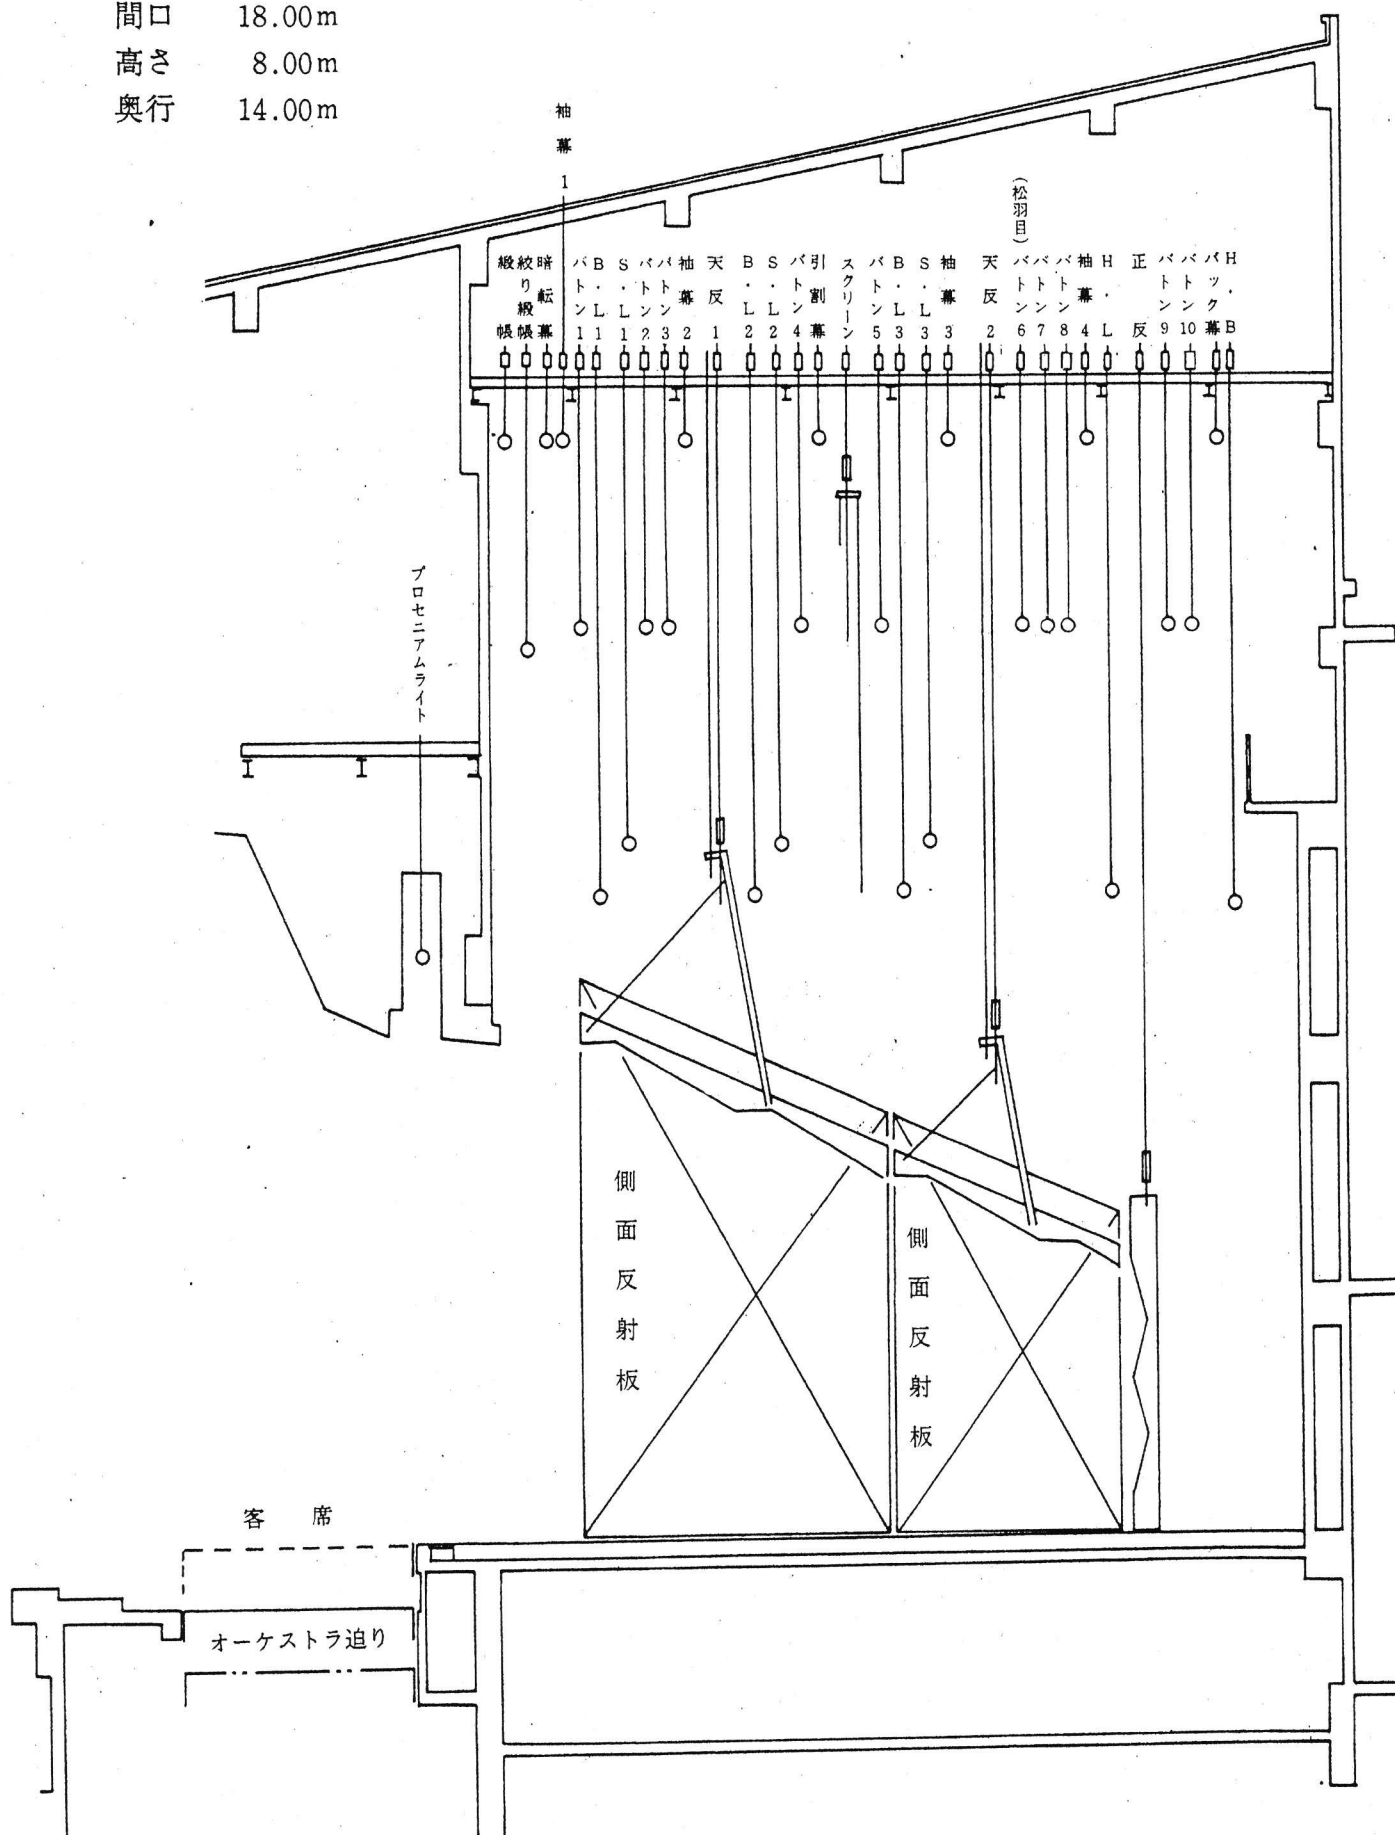 間口 18.00m
高さ 8.00m
奥行 14.00m
袖幕1
緞帳
絞り緞帳
暗転幕
バトン1
B・L1
S・L1
バトン2
バトン3
袖幕2
天反1
B・L2
S・L2
バトン4
引割幕
スクリーン
バトン5
B・L3
S・L3
袖幕3
天反2
(松羽目)
バトン6
バトン7
バトン8
袖幕4
H・L
正反
バトン9
バトン10
バック幕
H・B
プロセニアムライト
側面反射板
側面反射板
客席
オーケストラ迫り